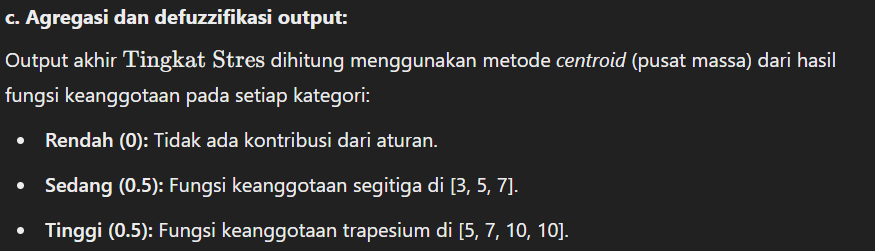 c. Agregasi dan defuzzifikasi output:
Output akhir Tingkat Stres dihitung menggunakan metode centroid (pusat massa) dari hasil
fungsi keanggotaan pada setiap kategori:
• Rendah (0): Tidak ada kontribusi dari aturan.
• Sedang (0.5): Fungsi keanggotaan segitiga di [3, 5, 7].
• Tinggi (0.5): Fungsi keanggotaan trapesium di [5, 7, 10, 10].